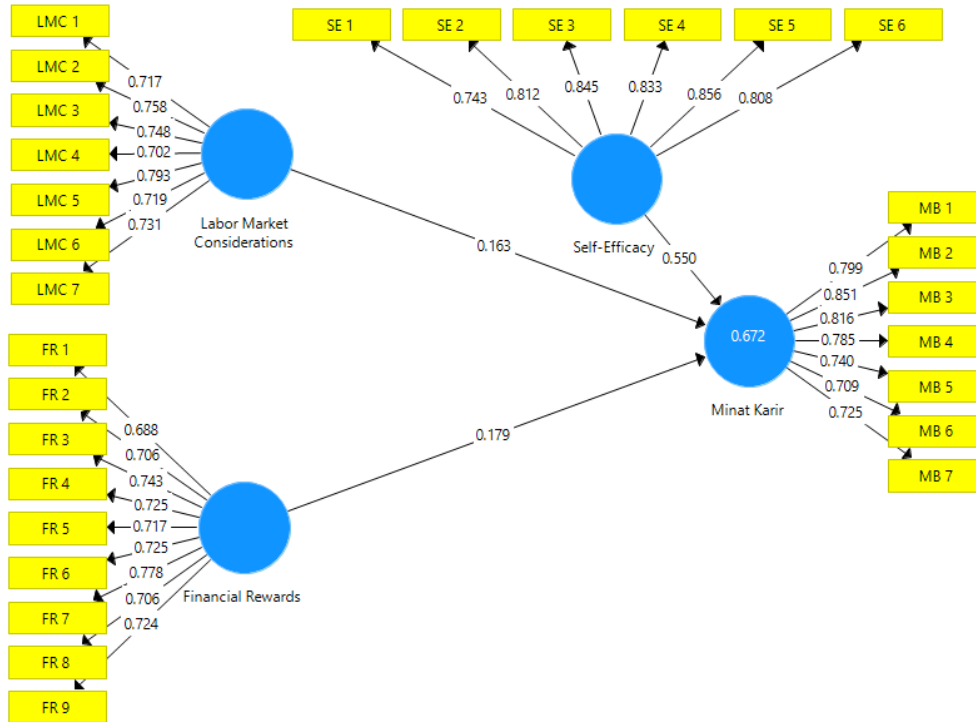 LMC 1
LMC 2
LMC 3
LMC 4
LMC 5
LMC 6
LMC 7
0.717
0.758
0.748
0.702
0.793
0.719
0.731
Labor Market
Considerations
SE 1
SE 2
SE 3
SE 4
SE 5
SE 6
0.743
0.812
0.845
0.833
0.856
0.808
Self-Efficacy
0.163
0.550
FR 1
FR 2
FR 3
FR 4
FR 5
FR 6
FR 7
FR 8
FR 9
0.688
0.706
0.743
0.725
0.717
0.725
0.778
0.706
0.724
Financial Rewards
0.179
0.672
Minat Karir
0.799
0.851
0.816
0.785
0.740
0.709
0.725
MB 1
MB 2
MB 3
MB 4
MB 5
MB 6
MB 7